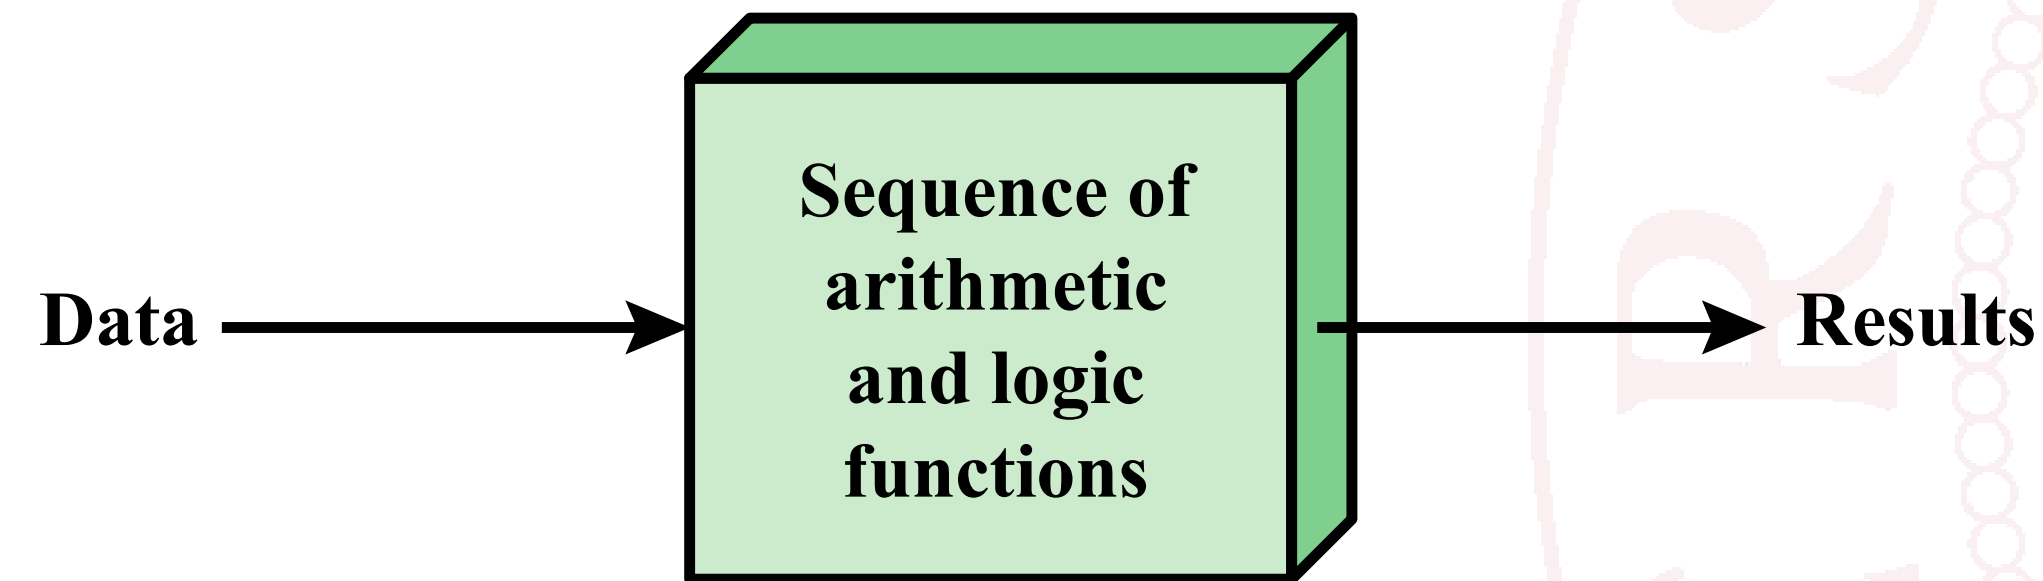 Data
Sequence of
arithmetic
and logic
functions
Results